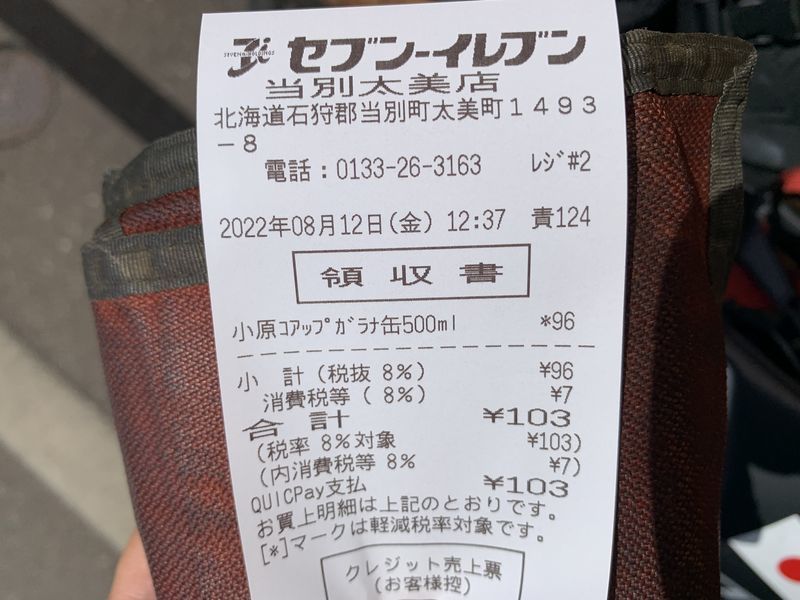 セブン-イレブン
当別太美店
北海道石狩郡当別町太美町1493
-8
電話：0133-26-3163 レジ#2
2022年08月12日(金) 12:37 責124
領収書
小原コアップガラナ缶500ml *96
小 計(税抜 8%) ¥96
消費税等( 8%) ¥7
合 計 ¥103
(税率 8%対象 ¥103)
(内消費税等 8% ¥7)
QUICPay支払 ¥103
お買上明細は上記のとおりです。
[*]マークは軽減税率対象です。
クレジット売上票
(お客様控)